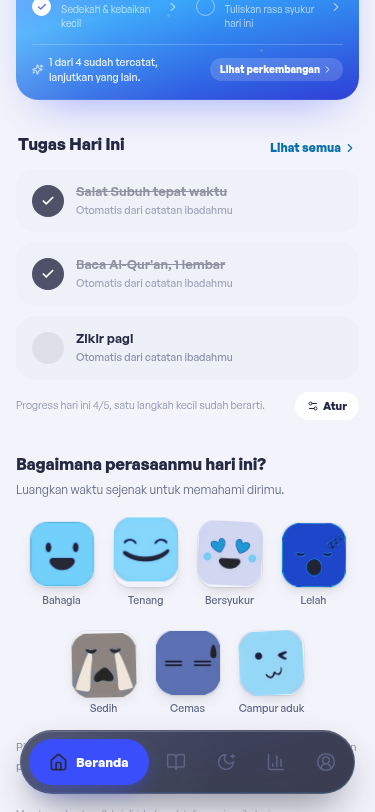 Sedekah & kebaikan
kecil
Tuliskan rasa syukur
hari ini
1 dari 4 sudah tercatat,
lanjutkan yang lain.
Lihat perkembangan
Tugas Hari Ini
Lihat semua
Salat Subuh tepat waktu
Otomatis dari catatan ibadahmu
Baca Al-Qur'an, 1 lembar
Otomatis dari catatan ibadahmu
Zikir pagi
Otomatis dari catatan ibadahmu
Progress hari ini 4/5, satu langkah kecil sudah berarti.
Atur
Bagaimana perasaanmu hari ini?
Luangkan waktu sejenak untuk memahami dirimu.
Bahagia
Tenang
Bersyukur
Lelah
Sedih
Cemas
Campur aduk
Beranda